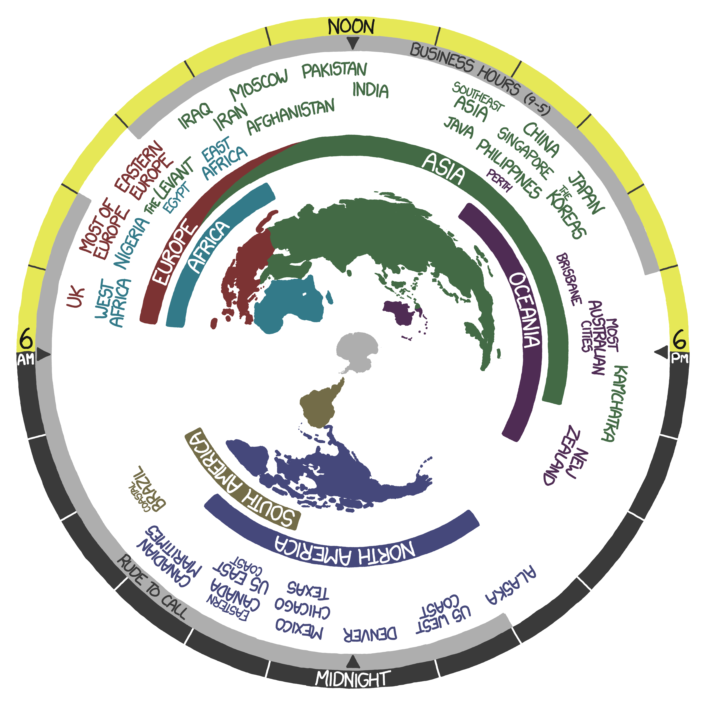 NOON
BUSINESS HOURS (9-5)
IRAQ
MOSCOW
PAKISTAN
IRAN
INDIA
AFGHANISTAN
SOUTHEAST
ASIA
CHINA
JAVA
SINGAPORE
PHILIPPINES
JAPAN
THE
KOREAS
PERTH
EASTERN
EUROPE
THE LEVANT
EAST
AFRICA
EGYPT
MOST OF
EUROPE
NIGERIA
UK
WEST
AFRICA
EUROPE
AFRICA
ASIA
OCEANIA
BRISBANE
MOST
AUSTRALIAN
CITIES
KAMCHATKA
NEW
ZEALAND
6
AM
6
PM
SOUTH AMERICA
NORTH AMERICA
COASTAL
BRAZIL
CANADIAN
MARITIMES
US EAST
COAST
EASTERN
CANADA
TEXAS
CHICAGO
MEXICO
DENVER
US WEST
COAST
ALASKA
RUDE TO CALL
MIDNIGHT